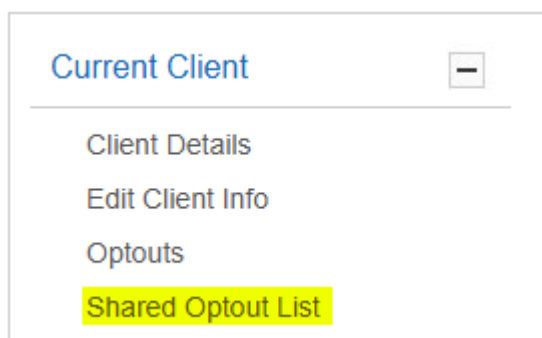 Current Client
Client Details
Edit Client Info
Optouts
Shared Optout List